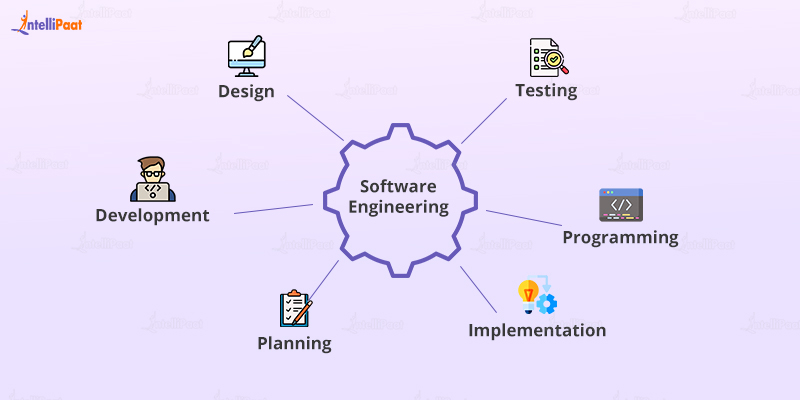 IntelliPaat
Design
Testing
Software
Engineering
Development
Programming
Planning
Implementation